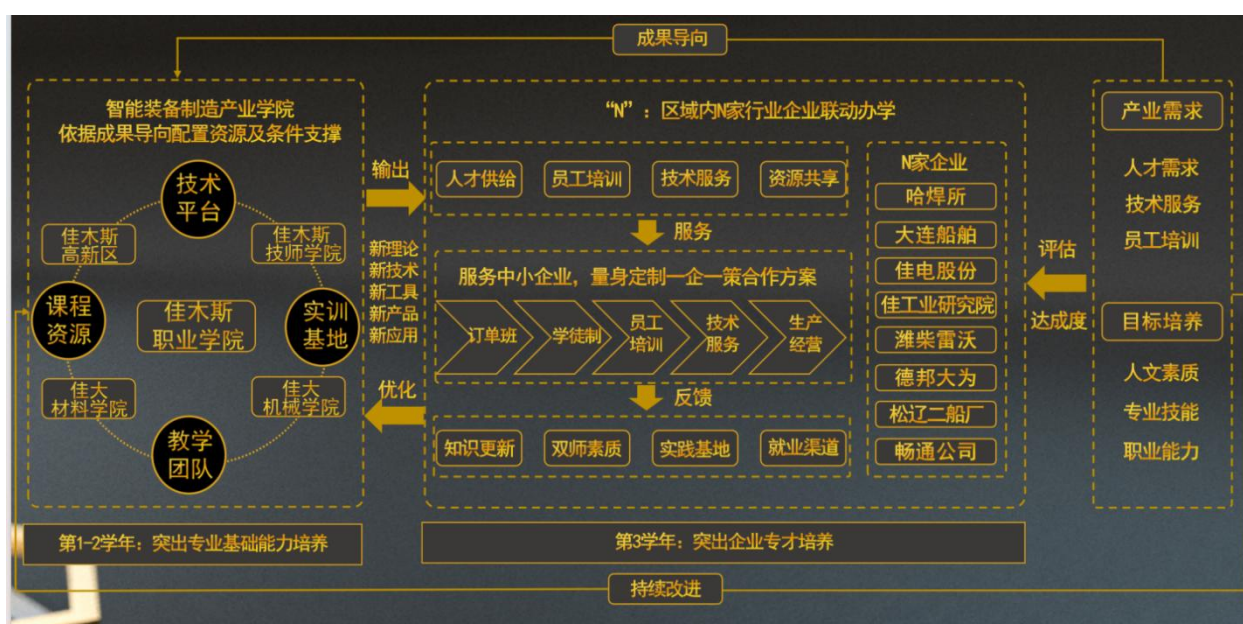 成果导向
智能装备制造产业学院
依据成果导向配置资源及条件支撑
技术
平台
佳木斯
高新区
佳木斯
技师学院
课程
资源
佳木斯
职业学院
实训
基地
佳大
材料学院
佳大
机械学院
教学
团队
第1-2学年：突出专业基础能力培养
输出
新理论
新技术
新工具
新产品
新应用
优化
“N”：区域内N家行业企业联动办学
人才供给
员工培训
技术服务
资源共享
服务
服务中小企业，量身定制一企一策合作方案
订单班
学徒制
员工
培训
技术
服务
生产
经营
反馈
知识更新
双师素质
实践基地
就业渠道
N家企业
哈焊所
大连船舶
佳电股份
佳工业研究院
潍柴雷沃
德邦大为
松辽二船厂
畅通公司
第3学年：突出企业专才培养
评估
达成度
产业需求
人才需求
技术服务
员工培训
目标培养
人文素质
专业技能
职业能力
持续改进